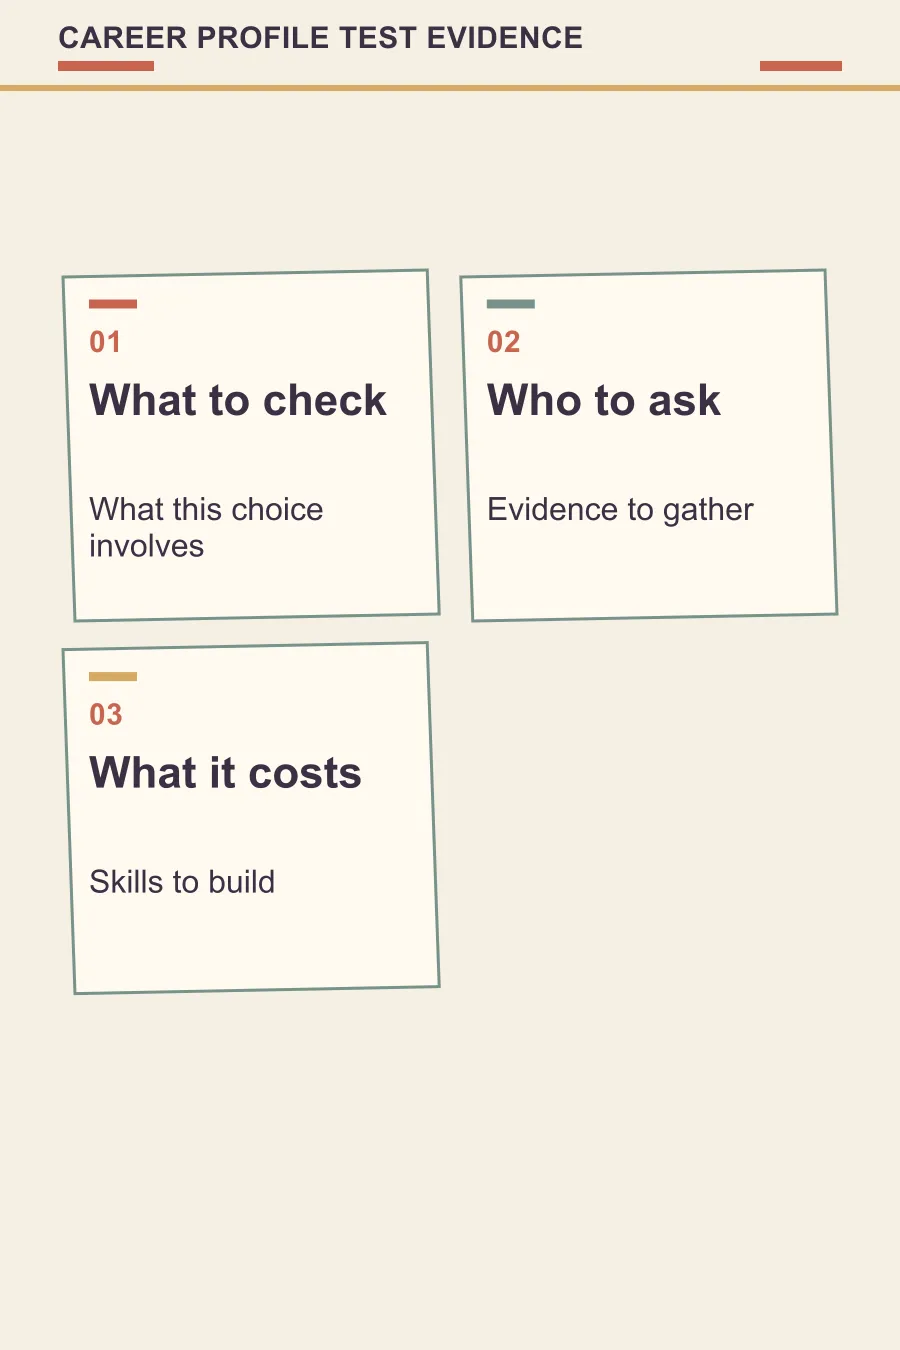 CAREER PROFILE TEST EVIDENCE
01
What to check
What this choice
involves
02
Who to ask
Evidence to gather
03
What it costs
Skills to build